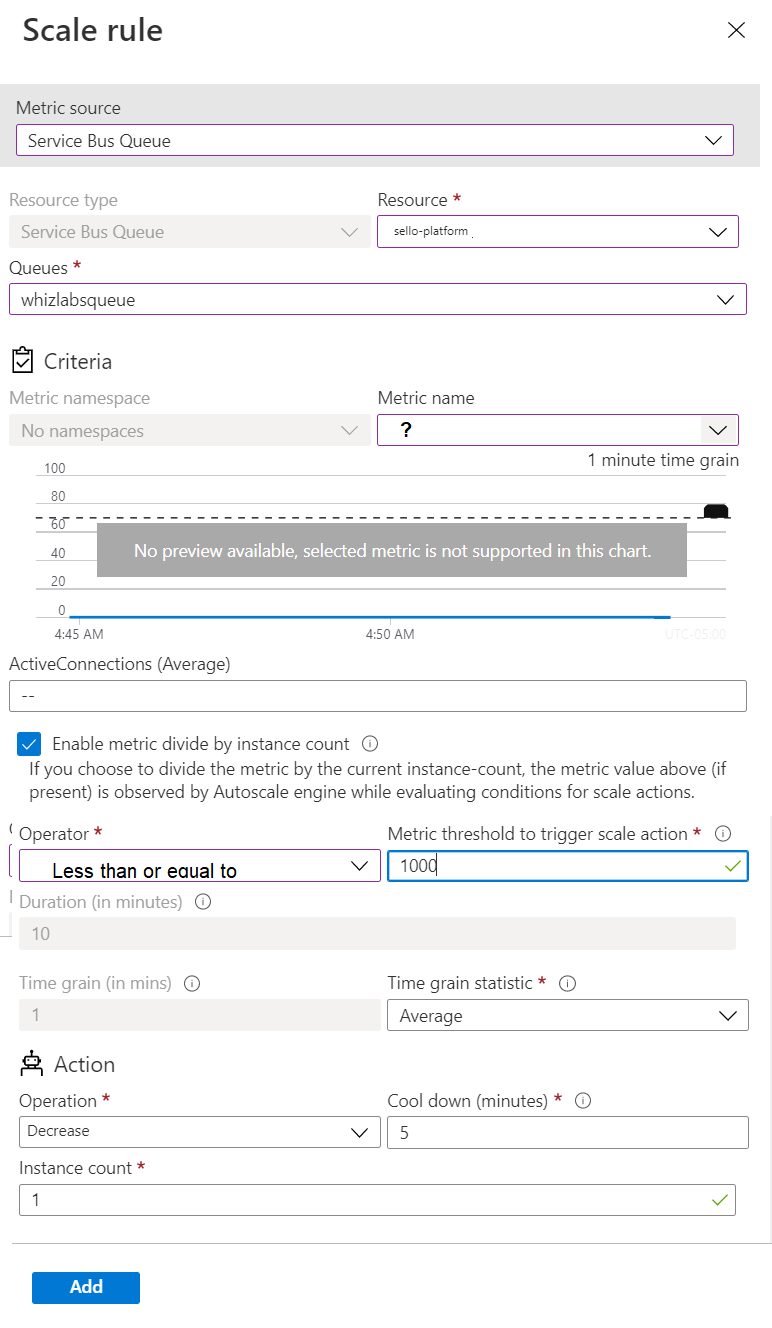 Scale rule
Metric source
Service Bus Queue
Resource type
Resource *
Service Bus Queue
sello-platform .
Queues *
whizlabsqueue
Criteria
Metric namespace
Metric name
No namespaces
?
1 minute time grain
100
80
60
40
20
0
No preview available, selected metric is not supported in this chart.
4:45 AM
4:50 AM
UTC-05:00
ActiveConnections (Average)
--
Enable metric divide by instance count
If you choose to divide the metric by the current instance-count, the metric value above (if
present) is observed by Autoscale engine while evaluating conditions for scale actions.
Operator *
Metric threshold to trigger scale action *
Less than or equal to
1000
Duration (in minutes)
10
Time grain (in mins)
Time grain statistic *
1
Average
Action
Operation *
Cool down (minutes) *
Decrease
5
Instance count *
1
Add